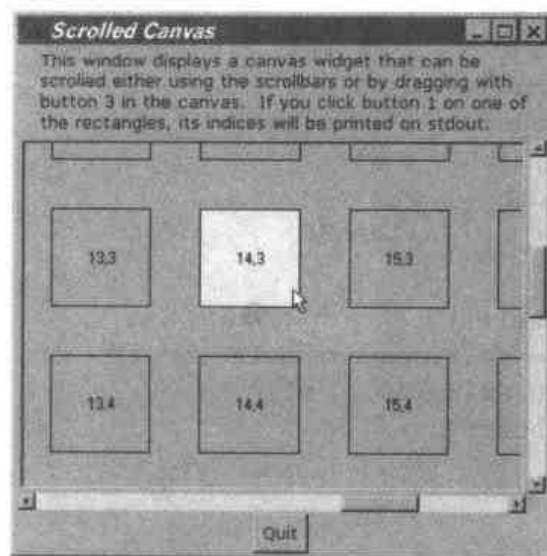 Scrolled Canvas
This window displays a canvas widget that can be
scrolled either using the scrollbars or by dragging with
button 3 in the canvas. If you click button 1 on one of
the rectangles, its indices will be printed on stdout.
13,3 14,3 15,3
13,4 14,4 15,4
Quit